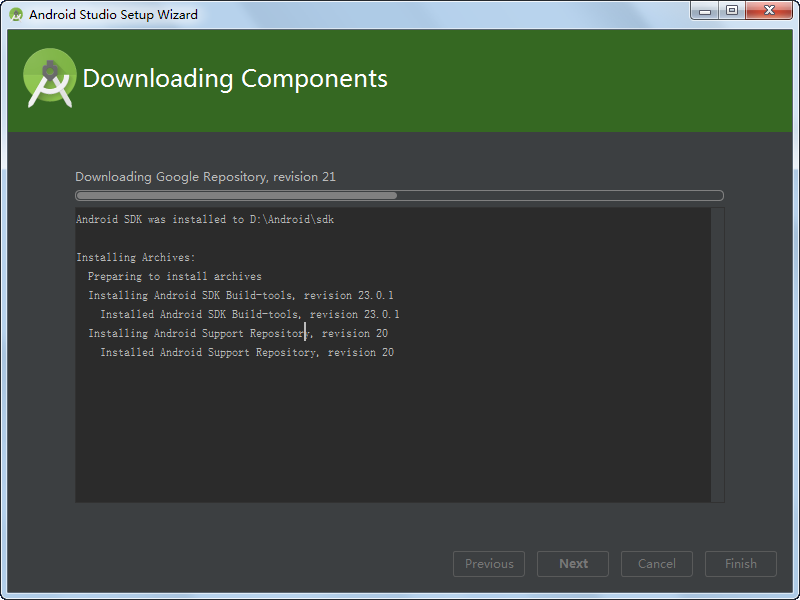 Android Studio Setup Wizard
Downloading Components
Downloading Google Repository, revision 21
Android SDK was installed to D:\Android\sdk
Installing Archives:
Preparing to install archives
Installing Android SDK Build-tools, revision 23.0.1
Installed Android SDK Build-tools, revision 23.0.1
Installing Android Support Repository, revision 20
Installed Android Support Repository, revision 20
Previous Next Cancel Finish